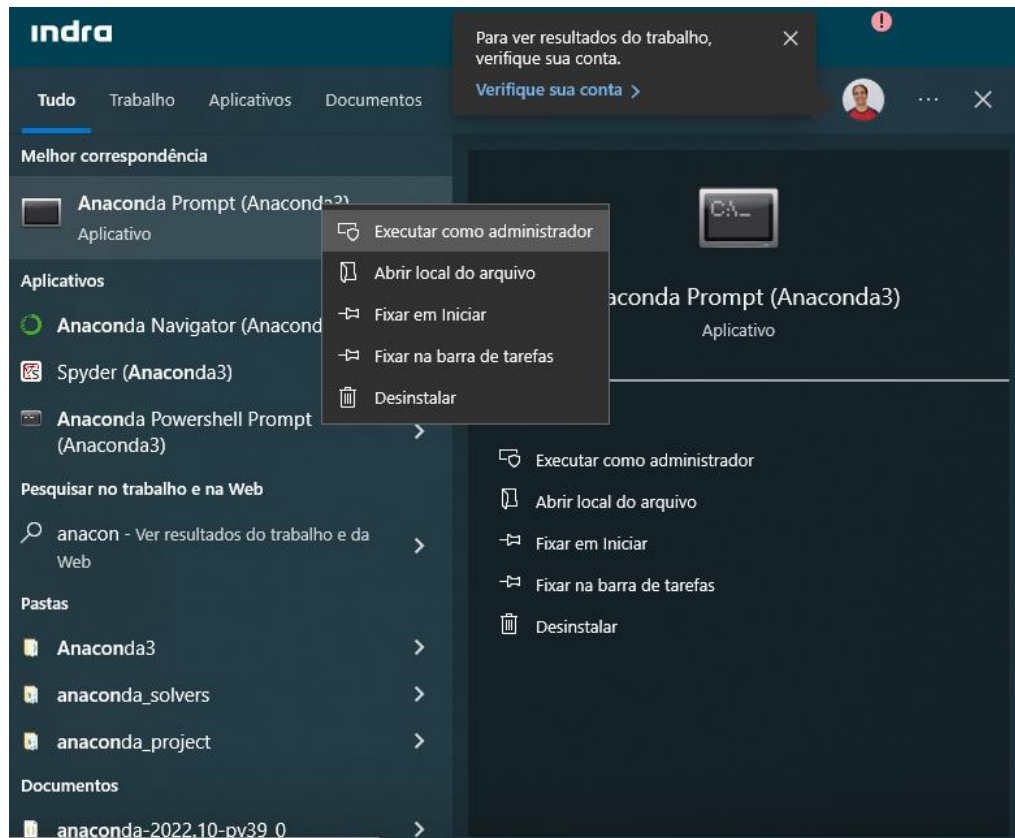 ındra
Para ver resultados do trabalho,
verifique sua conta.
Verifique sua conta >
Tudo Trabalho Aplicativos Documentos
Melhor correspondência
Anaconda Prompt (Anaconda3)
Aplicativo
Aplicativos
Anaconda Navigator (Anacond
Spyder (Anaconda3)
Anaconda Powershell Prompt
(Anaconda3)
Pesquisar no trabalho e na Web
anacon - Ver resultados do trabalho e da
Web
Pastas
Anaconda3
anaconda_solvers
anaconda_project
Documentos
anaconda-2022.10-py39_0
Executar como administrador
Abrir local do arquivo
Fixar em Iniciar
Fixar na barra de tarefas
Desinstalar
C:\_
aconda Prompt (Anaconda3)
Aplicativo
Executar como administrador
Abrir local do arquivo
Fixar em Iniciar
Fixar na barra de tarefas
Desinstalar